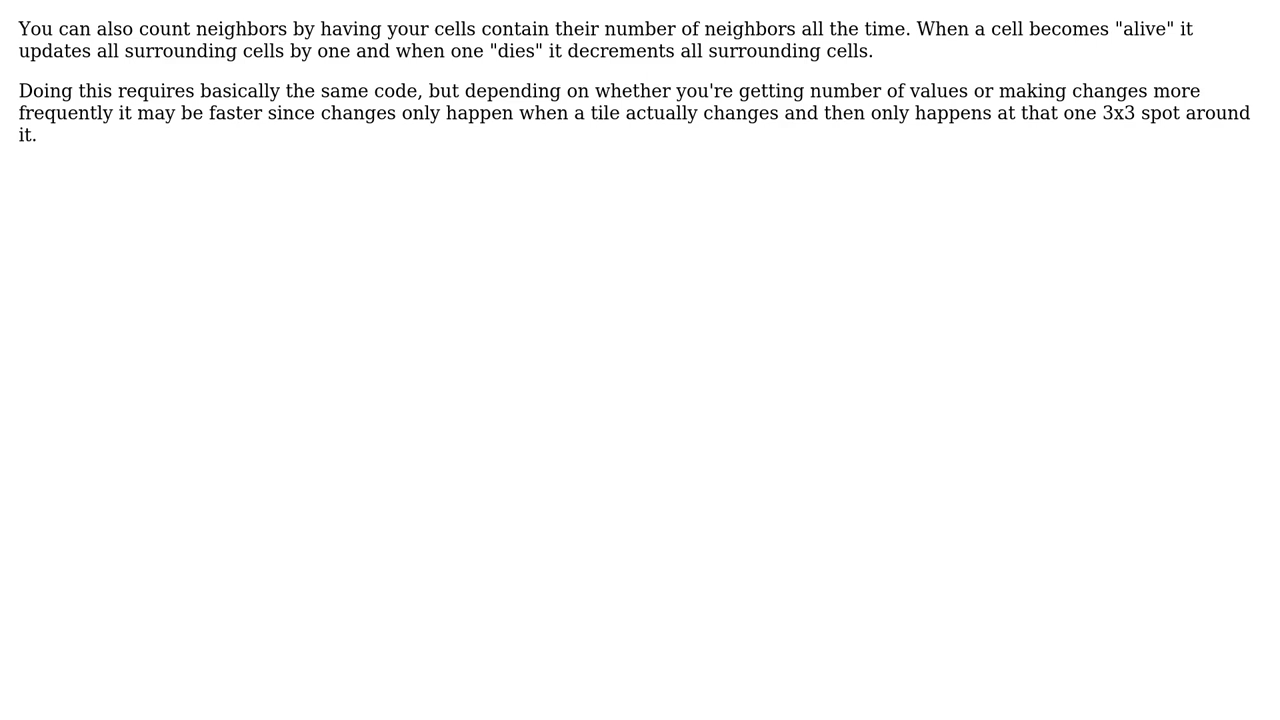 You can also count neighbors by having your cells contain their number of neighbors all the time. When a cell becomes "alive" it
updates all surrounding cells by one and when one "dies" it decrements all surrounding cells.
Doing this requires basically the same code, but depending on whether you're getting number of values or making changes more
frequently it may be faster since changes only happen when a tile actually changes and then only happens at that one 3x3 spot around
it.